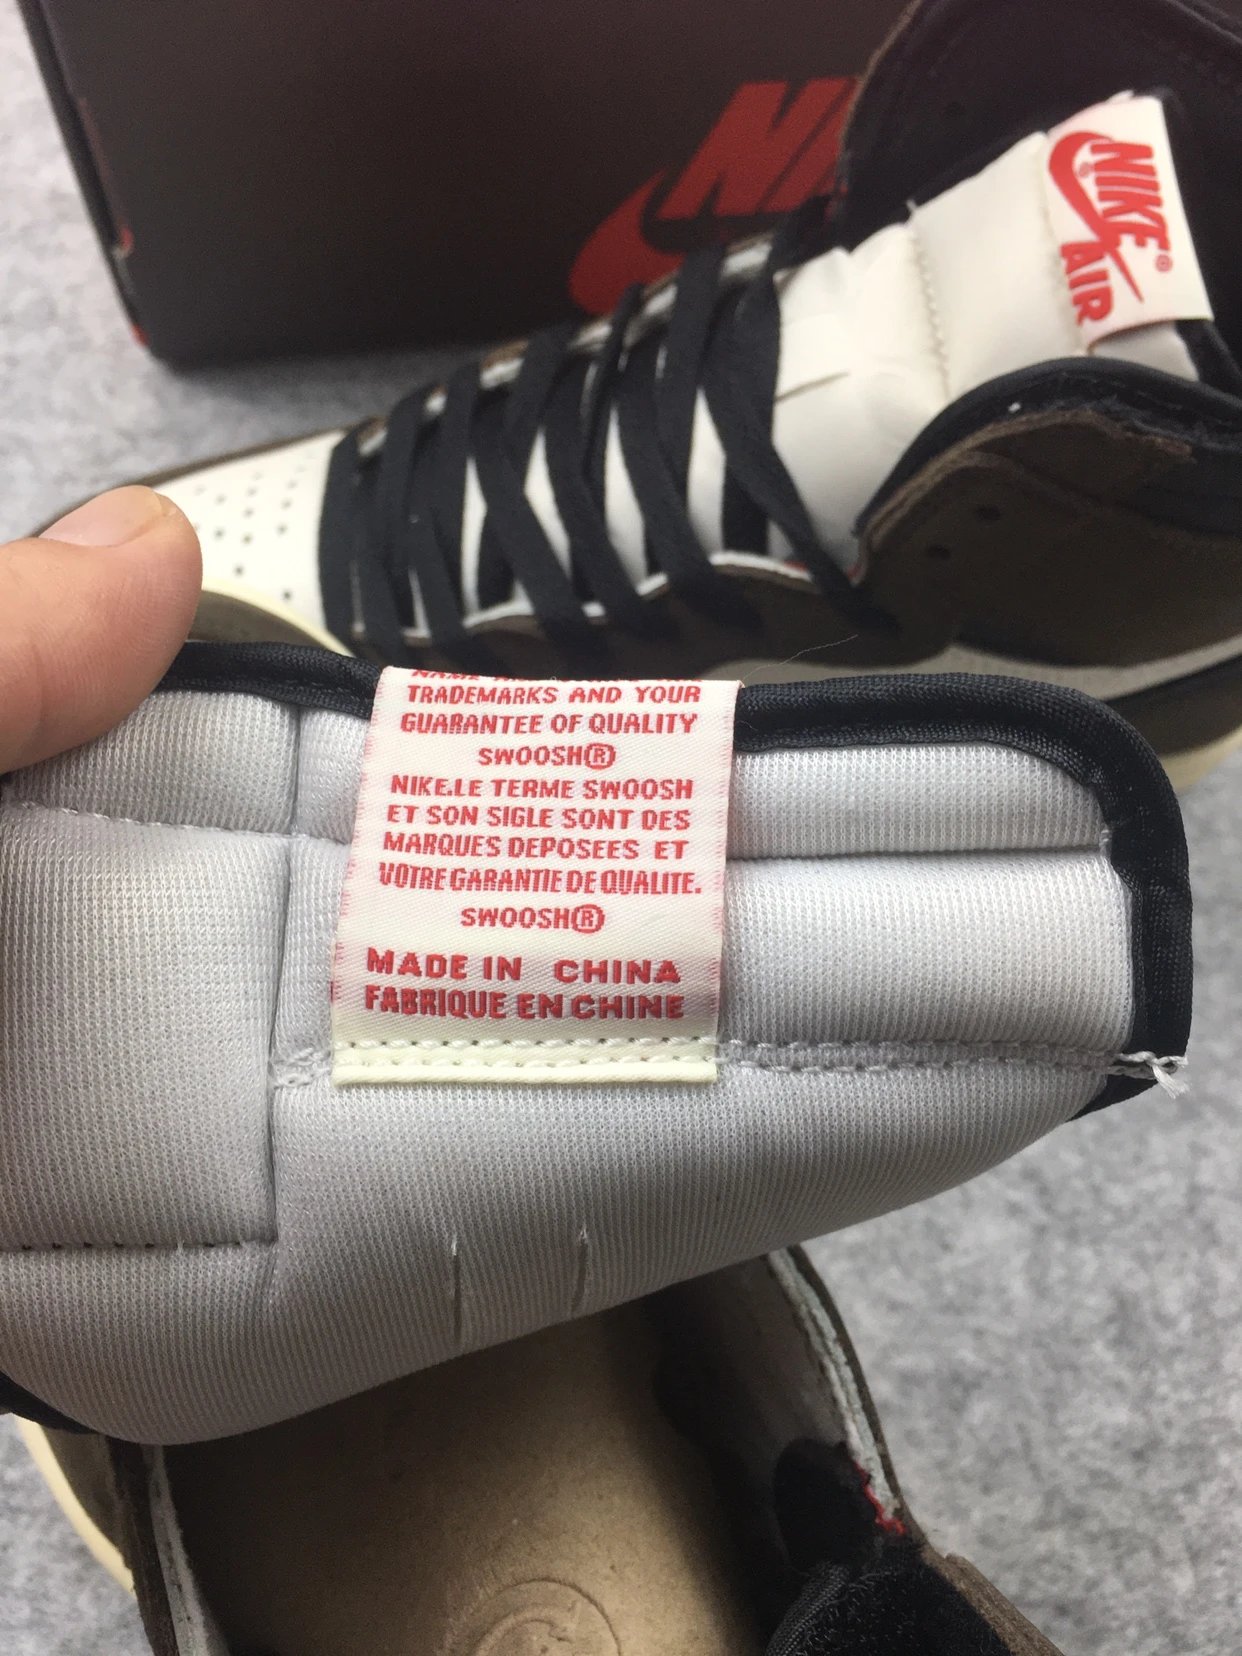 NIKE
AIR
TRADEMARKS AND YOUR
GUARANTEE OF QUALITY
SWOOSH®
NIKE.LE TERME SWOOSH
ET SON SIGLE SONT DES
MARQUES DEPOSEES ET
VOTRE GARANTIE DE QUALITE.
SWOOSH®
MADE IN CHINA
FABRIQUE EN CHINE